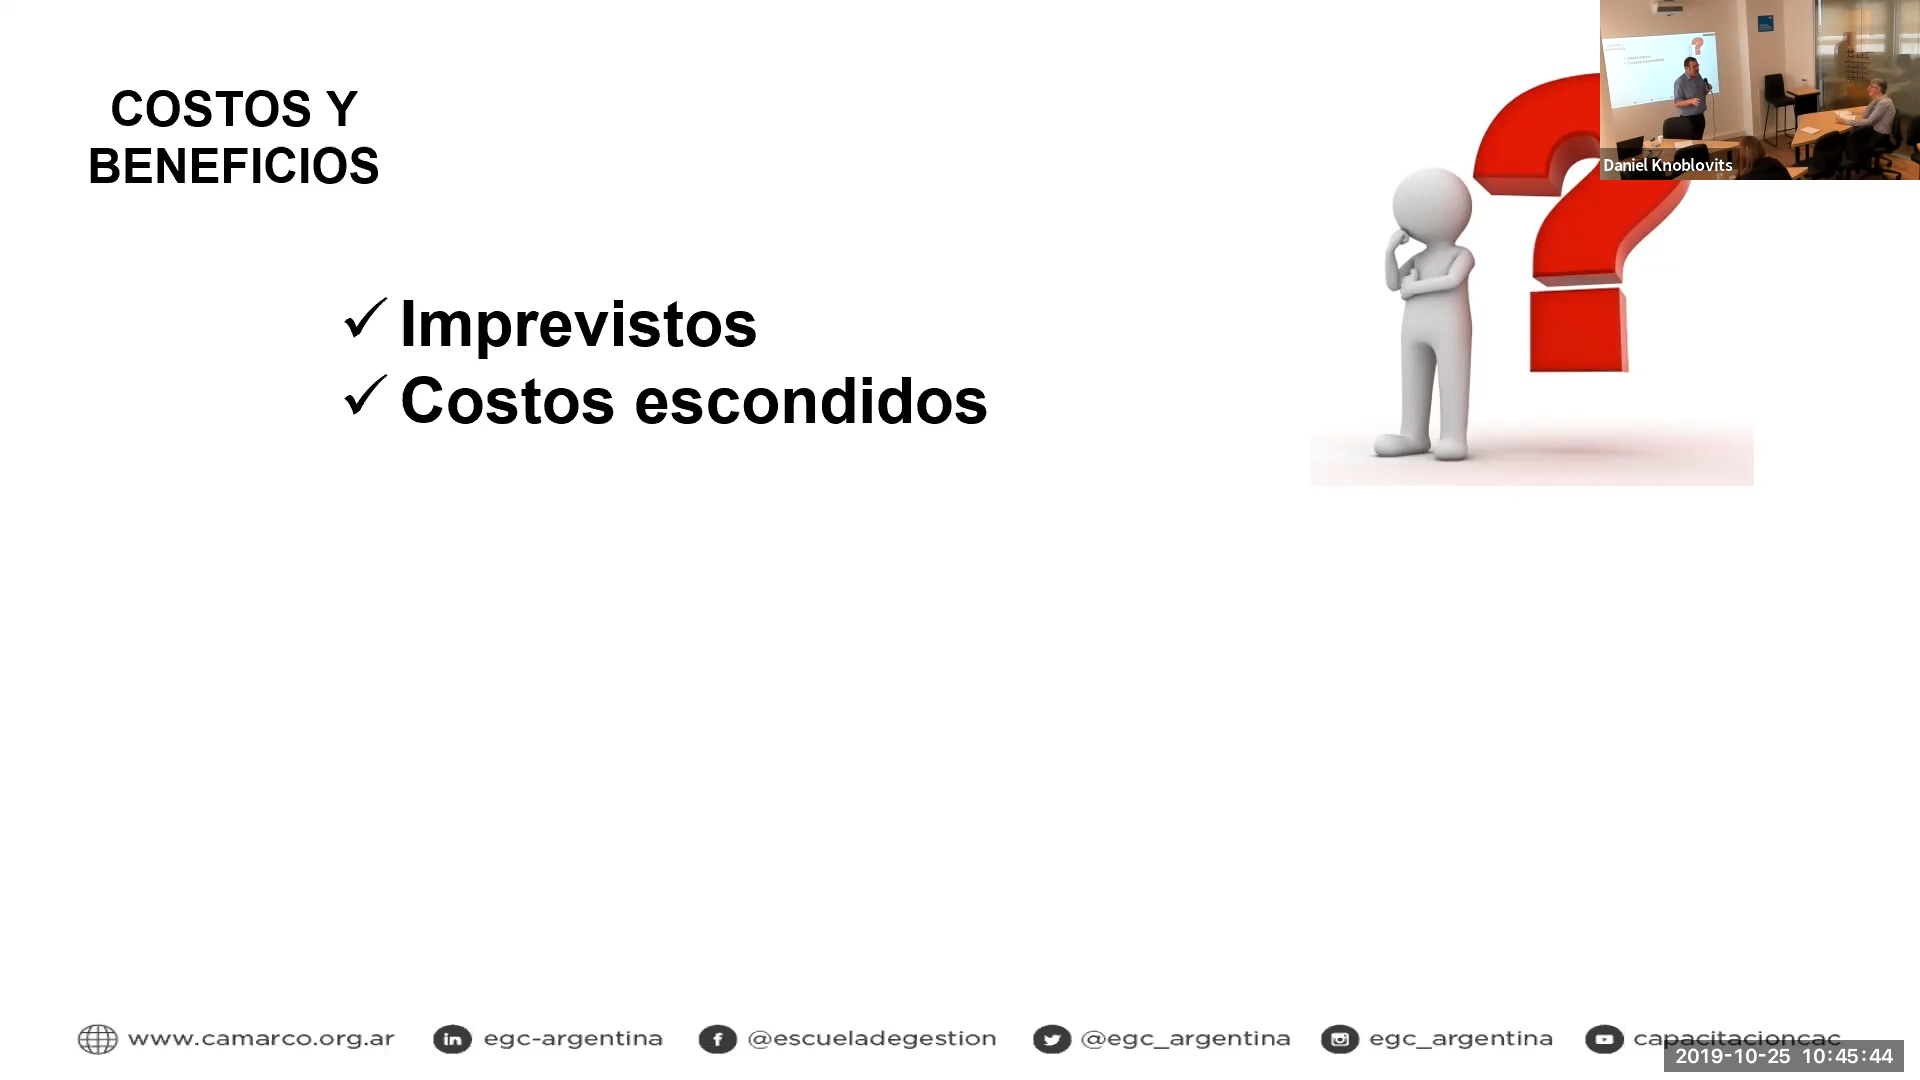 COSTOS Y
BENEFICIOS
Daniel Knoblovits
✓ Imprevistos
✓ Costos escondidos
www.camarco.org.ar egc-argentina @escueladegestion @egc_argentina egc_argentina capacitacioncac
2019-10-25 10:45:44